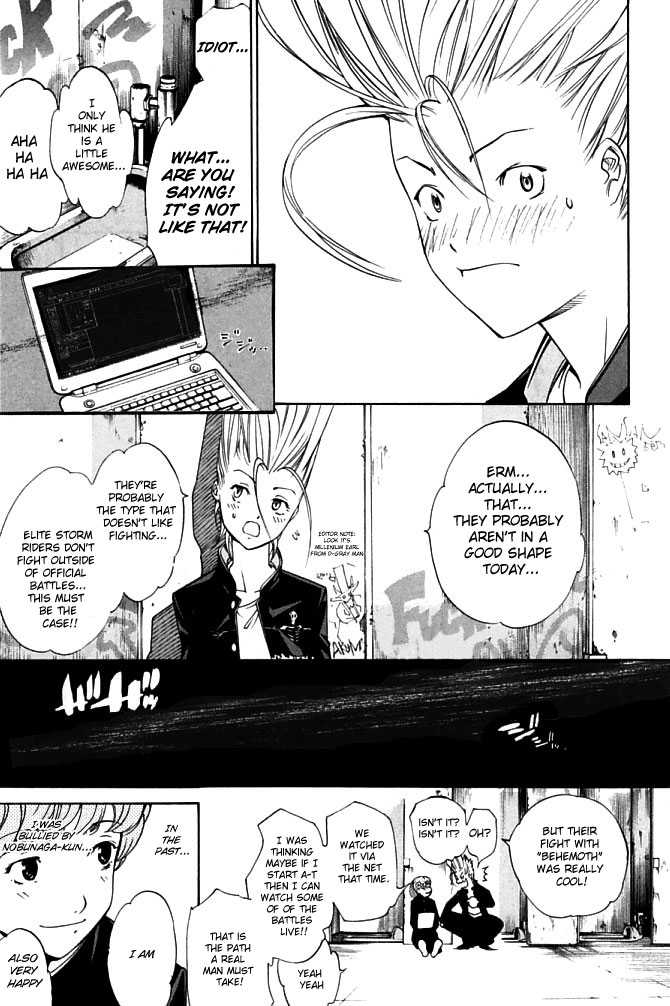 IDIOT...
WHAT...
ARE YOU
SAYING!
IT'S NOT
LIKE THAT!
I
ONLY
THINK HE
IS A
LITTLE
AWESOME...
AHA
HA
HA HA
ERM...
ACTUALLY...
THAT...
THEY PROBABLY
AREN'T IN A
GOOD SHAPE
TODAY...
EDITOR NOTE:
LOOK IT'S
MILLENIUM EARL
FROM D-GRAY MAN
THEY'RE
PROBABLY
THE TYPE THAT
DOESN'T LIKE
FIGHTING...
ELITE STORM
RIDERS DON'T
FIGHT OUTSIDE
OF OFFICIAL
BATTLES...
THIS MUST
BE THE
CASE!!
BUT THEIR
FIGHT WITH
"BEHEMOTH"
WAS REALLY
COOL!
OH?
ISN'T IT?
ISN'T IT?
WE
WATCHED
IT VIA
THE NET
THAT TIME.
I WAS
THINKING
MAYBE IF I
START A-T
THEN I CAN
WATCH SOME
OF OF THE
BATTLES
LIVE!!
THAT IS
THE PATH
A REAL
MAN MUST
TAKE!
YEAH
YEAH
IN THE
PAST...
I WAS
BULLIED BY
NOBUNAGA-KUN...
I AM
ALSO
VERY
HAPPY